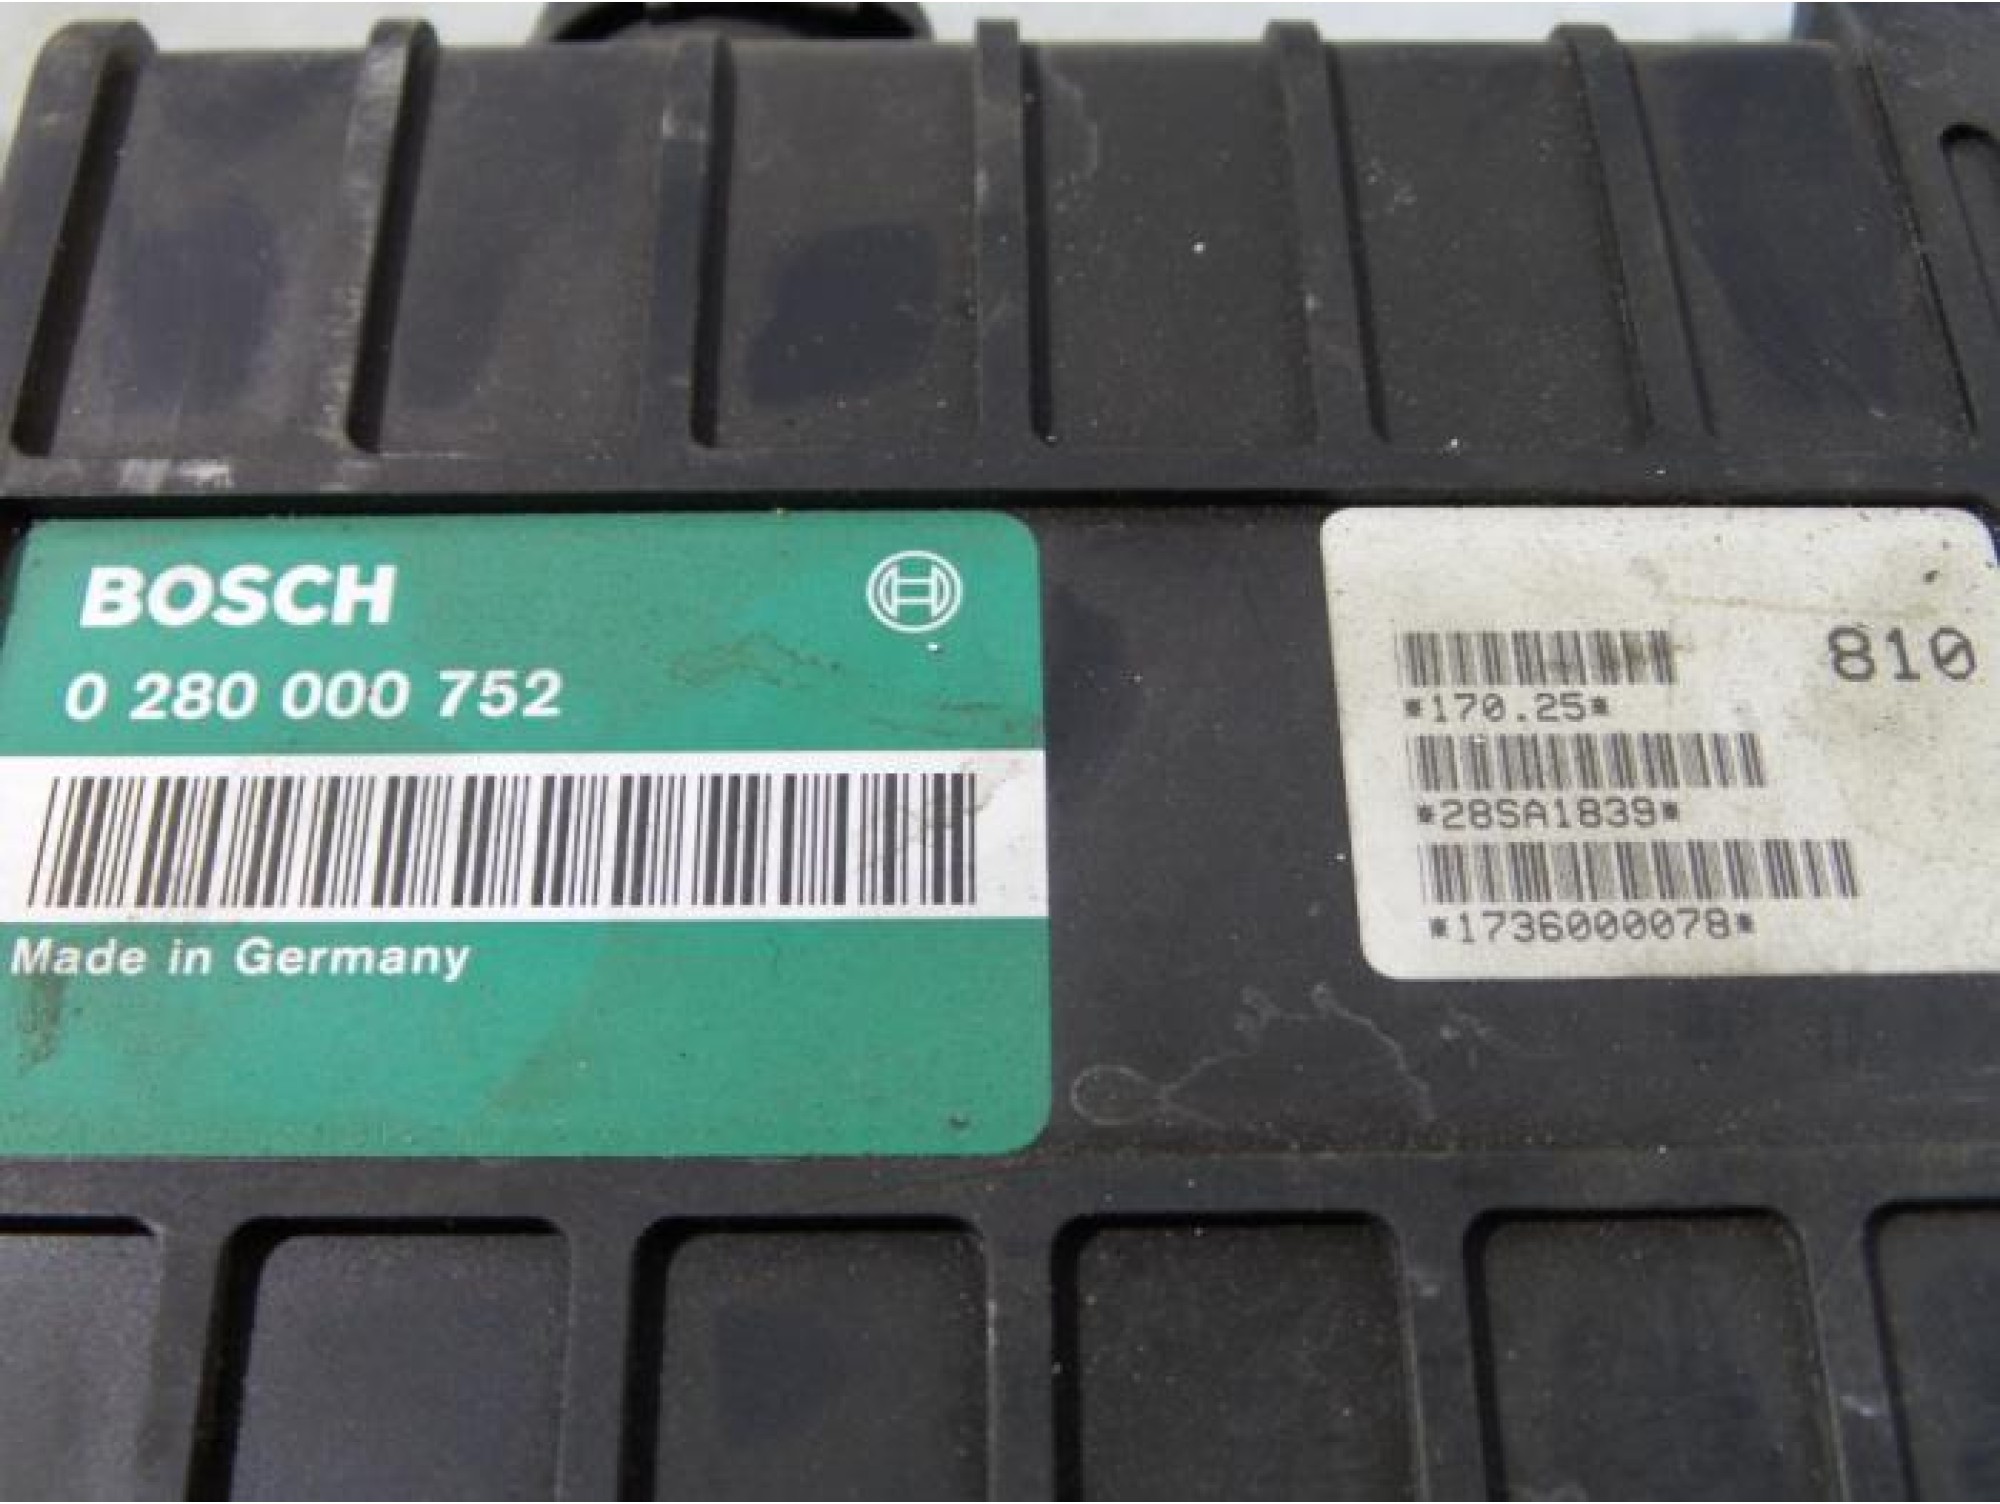 BOSCH
0 280 000 752
Made in Germany
810
*170.25*
*28SA1839*
*1736000078*